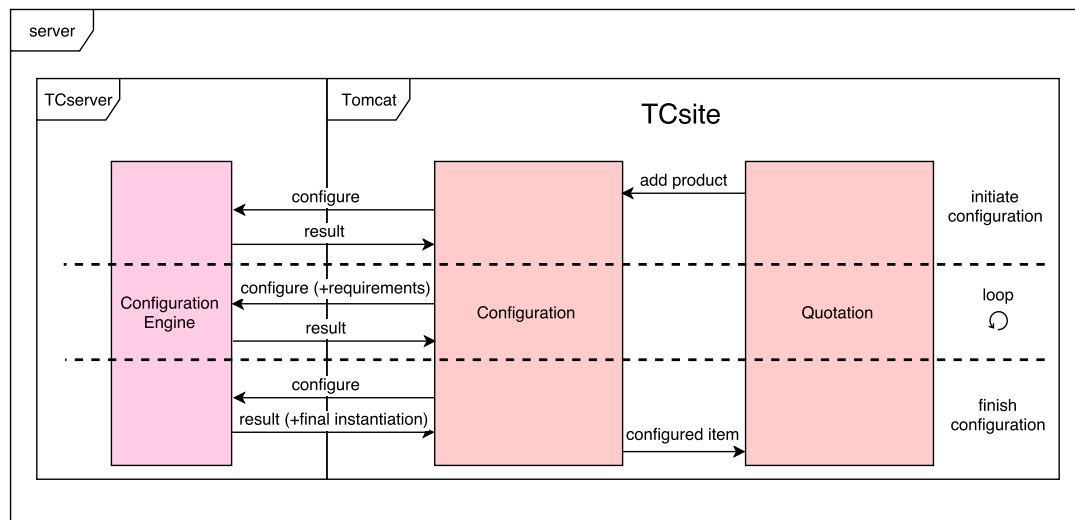 server
TCserver
Tomcat
TCsite
add product
configure
initiate
configuration
result
configure (+requirements)
Configuration
Engine
Configuration
Quotation
loop
result
configure
result (+final instantiation)
finish
configuration
configured item